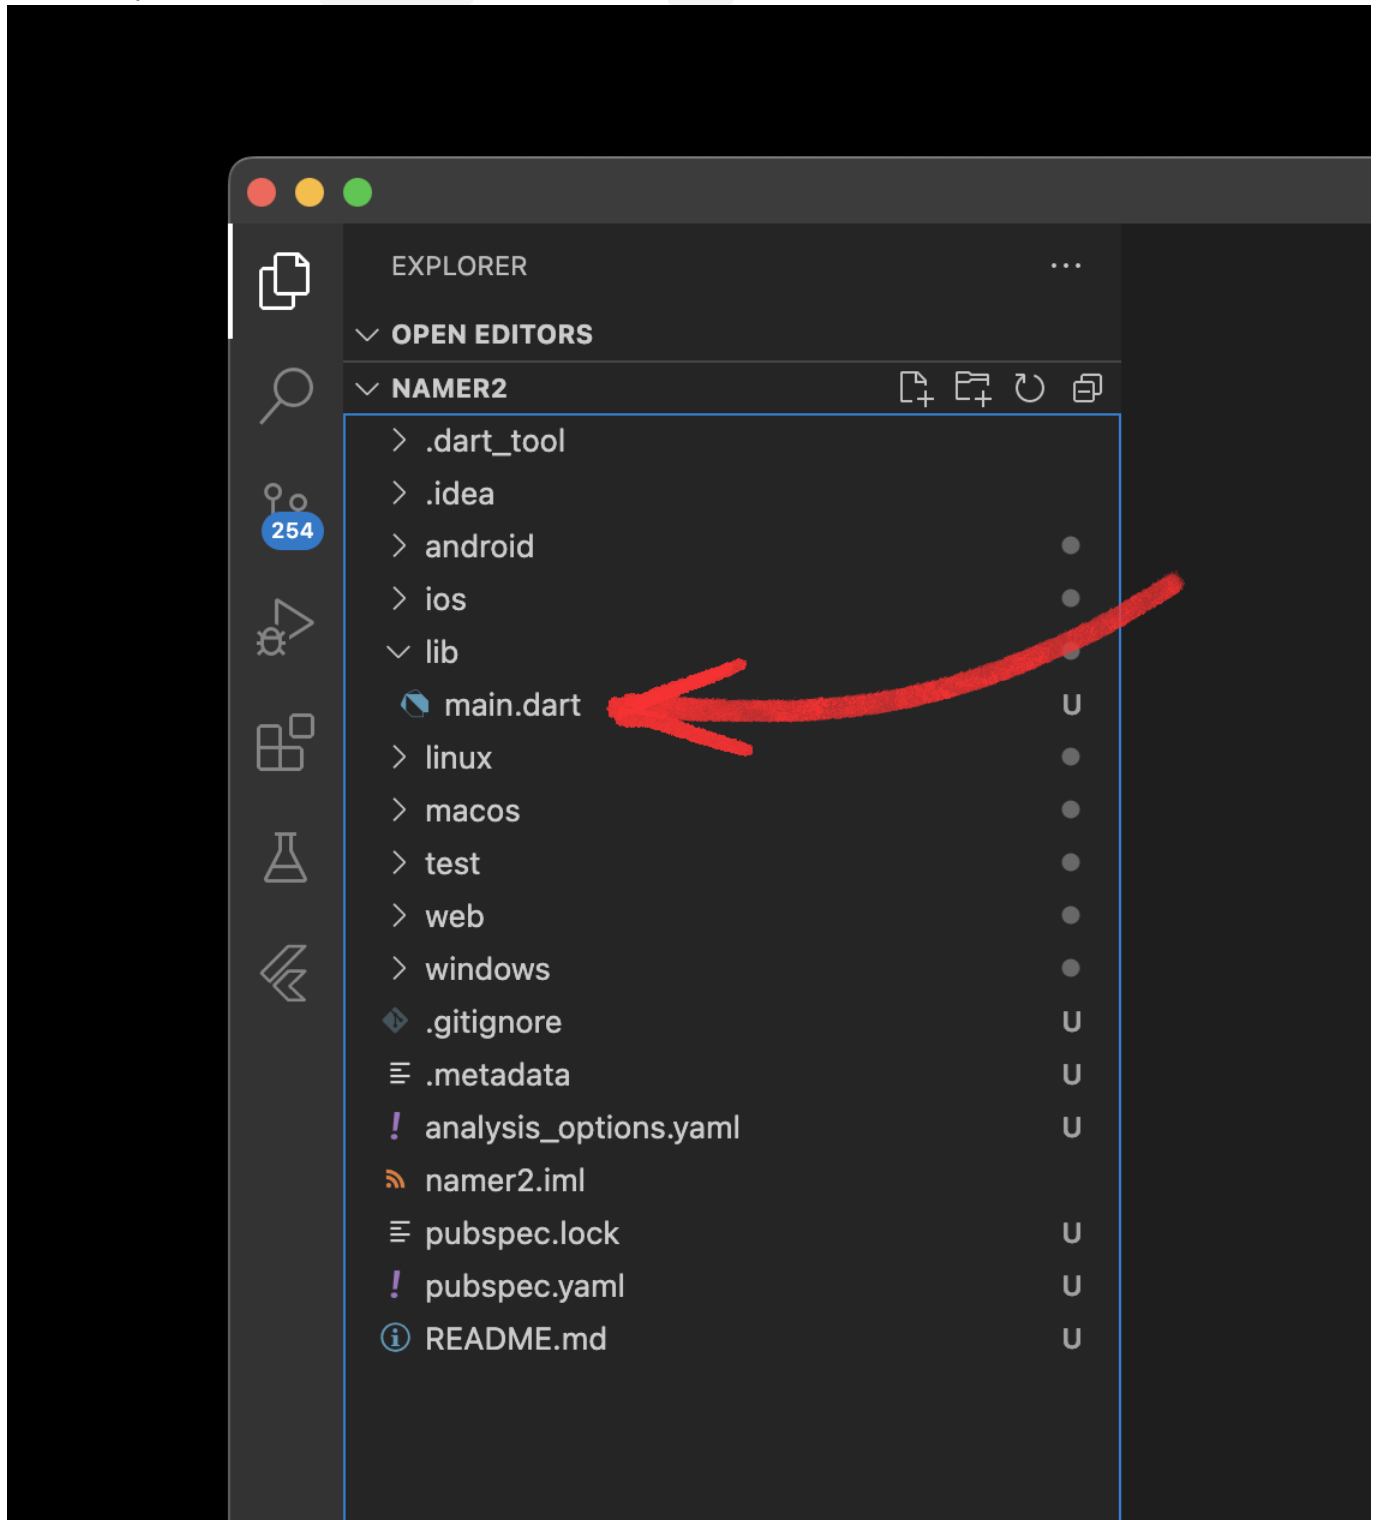 EXPLORER
OPEN EDITORS
NAMER2
.dart_tool
.idea
254
android
ios
lib
main.dart U
linux
macos
test
web
windows
.gitignore U
.metadata U
! analysis_options.yaml U
namer2.iml
pubspec.lock U
! pubspec.yaml U
README.md U